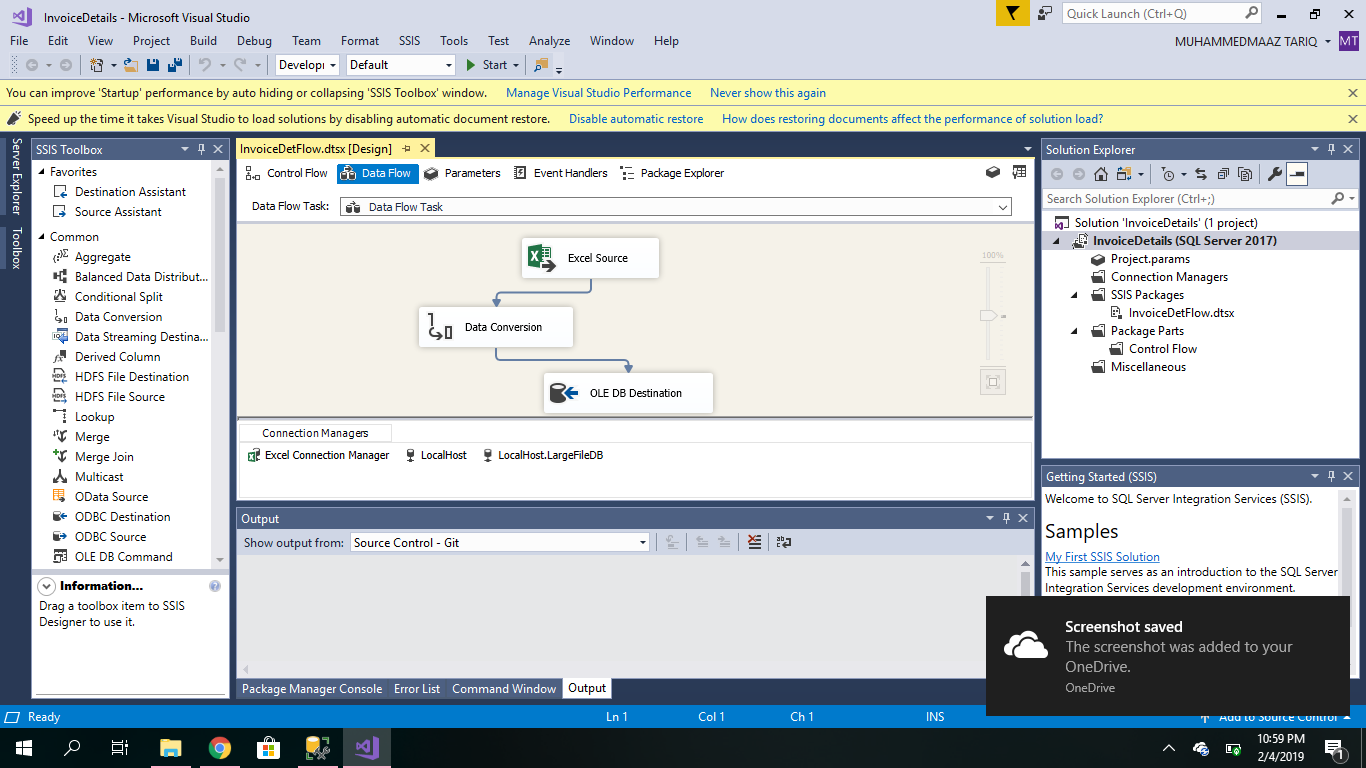 InvoiceDetails - Microsoft Visual Studio
Quick Launch (Ctrl+Q)
File Edit View Project Build Debug Team Format SSIS Tools Test Analyze Window Help
MUHAMMEDMAAZ TARIQ MT
Develop Default Start
You can improve 'Startup' performance by auto hiding or collapsing 'SSIS Toolbox' window. Manage Visual Studio Performance Never show this again
Speed up the time it takes Visual Studio to load solutions by disabling automatic document restore. Disable automatic restore How does restoring documents affect the performance of solution load?
Server Explorer
Toolbox
SSIS Toolbox
Favorites
Destination Assistant
Source Assistant
Common
Aggregate
Balanced Data Distribut...
Conditional Split
Data Conversion
Data Streaming Destina...
Derived Column
HDFS File Destination
HDFS File Source
Lookup
Merge
Merge Join
Multicast
OData Source
ODBC Destination
ODBC Source
OLE DB Command
Information...
Drag a toolbox item to SSIS
Designer to use it.
InvoiceDetFlow.dtsx [Design]
Control Flow Data Flow Parameters Event Handlers Package Explorer
Data Flow Task: Data Flow Task
100%
Excel Source
Data Conversion
OLE DB Destination
Connection Managers
Excel Connection Manager LocalHost LocalHost.LargeFileDB
Output
Show output from: Source Control - Git
Package Manager Console Error List Command Window Output
Solution Explorer
Search Solution Explorer (Ctrl+;)
Solution 'InvoiceDetails' (1 project)
InvoiceDetails (SQL Server 2017)
Project.params
Connection Managers
SSIS Packages
InvoiceDetFlow.dtsx
Package Parts
Control Flow
Miscellaneous
Getting Started (SSIS)
Welcome to SQL Server Integration Services (SSIS).
Samples
My First SSIS Solution
This sample serves as an introduction to the SQL Server
Integration Services development environment.
Screenshot saved
The screenshot was added to your
OneDrive.
OneDrive
Ready Ln 1 Col 1 Ch 1 INS Add to Source Control
10:59 PM
2/4/2019
1